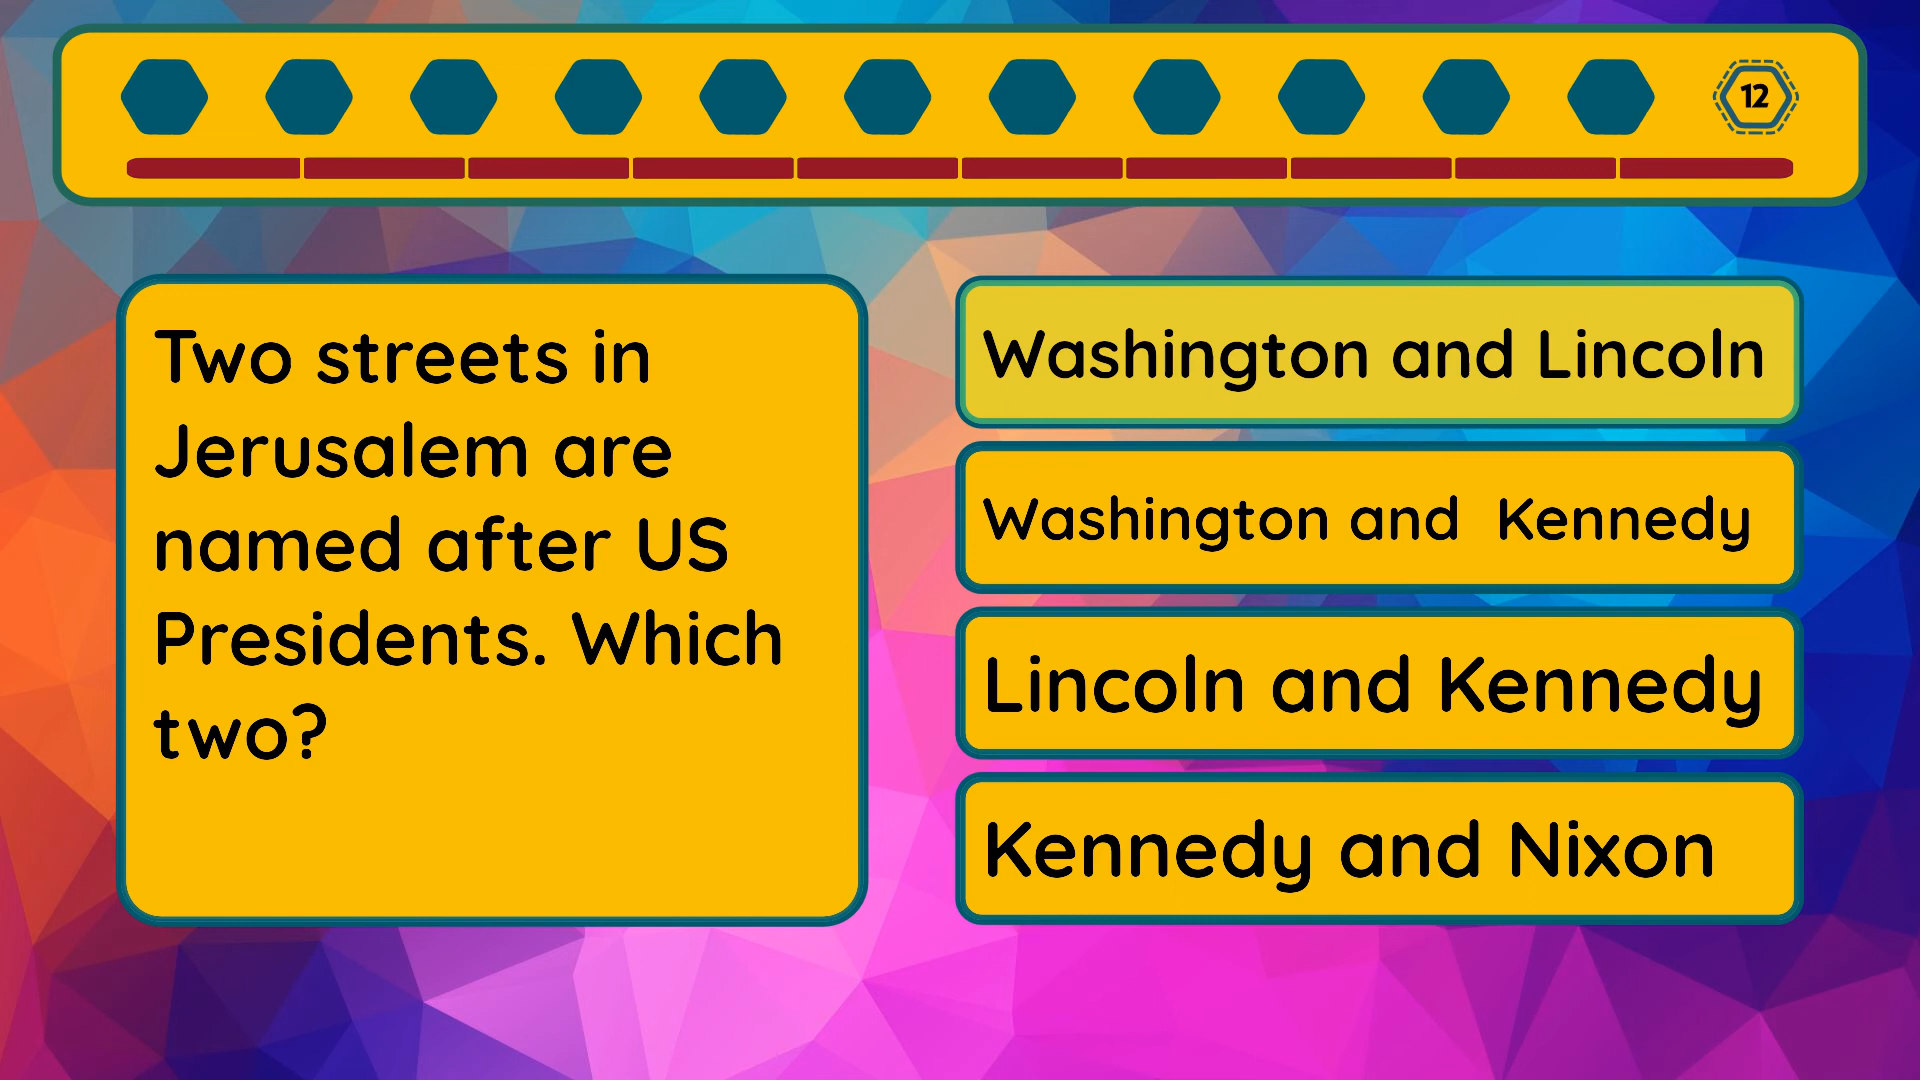 12
Two streets in
Jerusalem are
named after US
Presidents. Which
two?
Washington and Lincoln
Washington and  Kennedy
Lincoln and Kennedy
Kennedy and Nixon